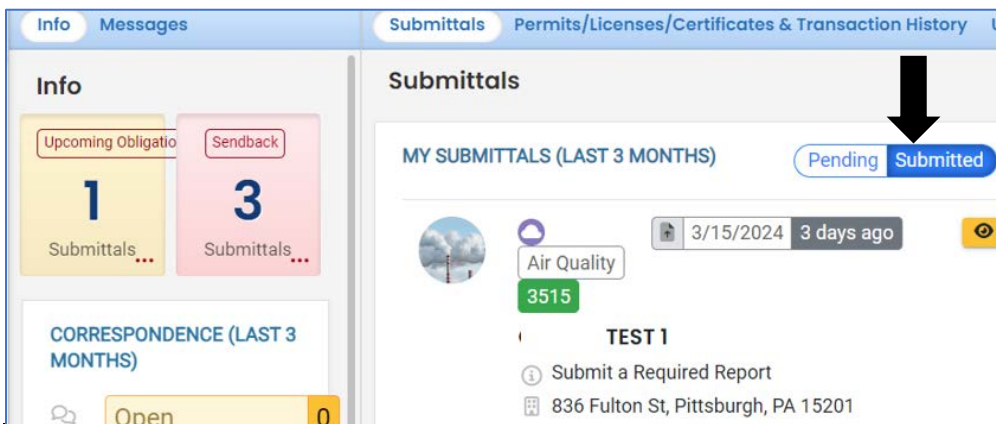 Info Messages
Submittals Permits/Licenses/Certificates & Transaction History
Info
Submittals
Upcoming Obligatio
Sendback
1
3
Submittals...
Submittals...
MY SUBMITTALS (LAST 3 MONTHS)
Pending Submitted
3/15/2024 3 days ago
Air Quality
3515
TEST 1
Submit a Required Report
836 Fulton St, Pittsburgh, PA 15201
CORRESPONDENCE (LAST 3
MONTHS)
Open 0